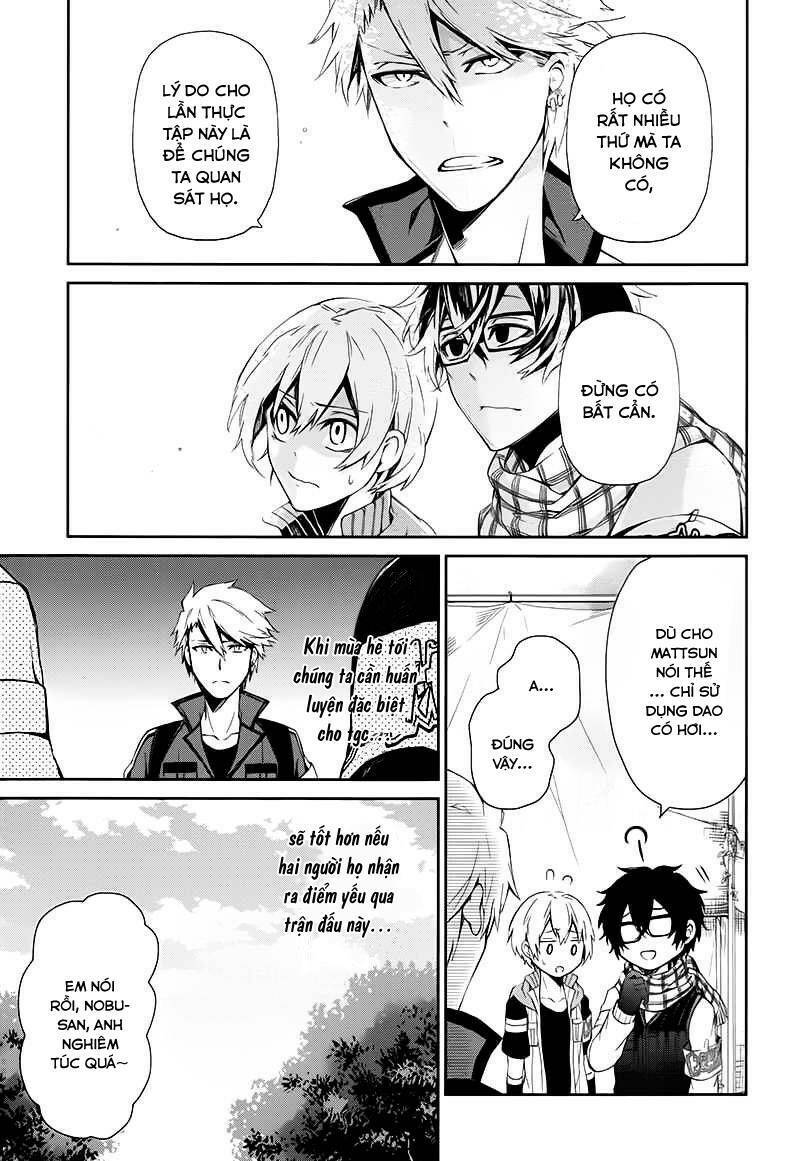 HỌ CÓ
RẤT NHIỀU
THỨ MÀ TA
KHÔNG
CÓ,
LÝ DO CHO
LẦN THỰC
TẬP NÀY LÀ
ĐỂ CHÚNG
TA QUAN
SÁT HỌ.
ĐỪNG CÓ
BẤT CẨN.
DÙ CHO
MATTSUN
NÓI THẾ
... CHỈ SỬ
DỤNG DAO
CÓ HƠI...
A...
ĐÚNG
VẬY...
Khi mùa hè tới
chúng ta cần huấn
luyện đặc biệt
cho tgc...
sẽ tốt hơn nếu
hai người họ nhận
ra điểm yếu qua
trận đấu này...
EM NÓI
RỒI, NOBU-
SAN, ANH
NGHIÊM
TÚC QUÁ~